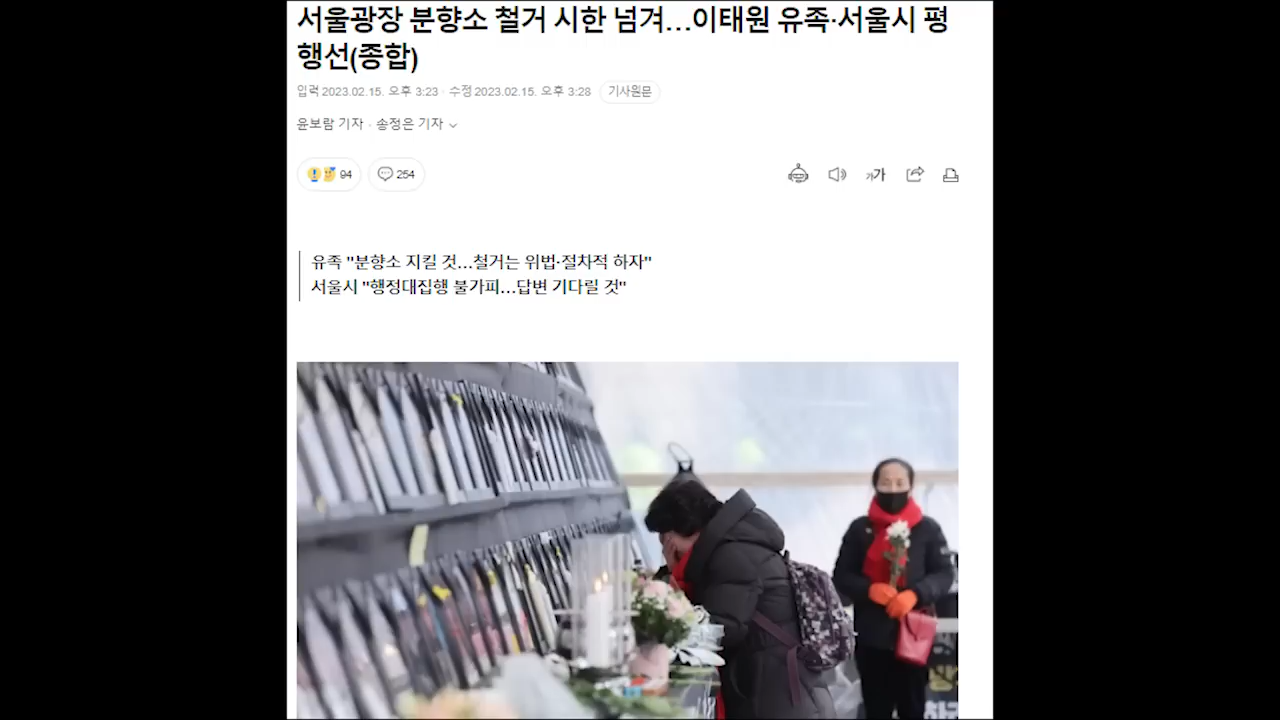 서울광장 분향소 철거 시한 넘겨…이태원 유족·서울시 평
행선(종합)
입력 2023.02.15. 오후 3:23 · 수정 2023.02.15. 오후 3:28 기사원문
윤보람 기자 · 송정은 기자
94 254 가가
유족 "분향소 지킬 것…철거는 위법·절차적 하자"
서울시 "행정대집행 불가피…답변 기다릴 것"